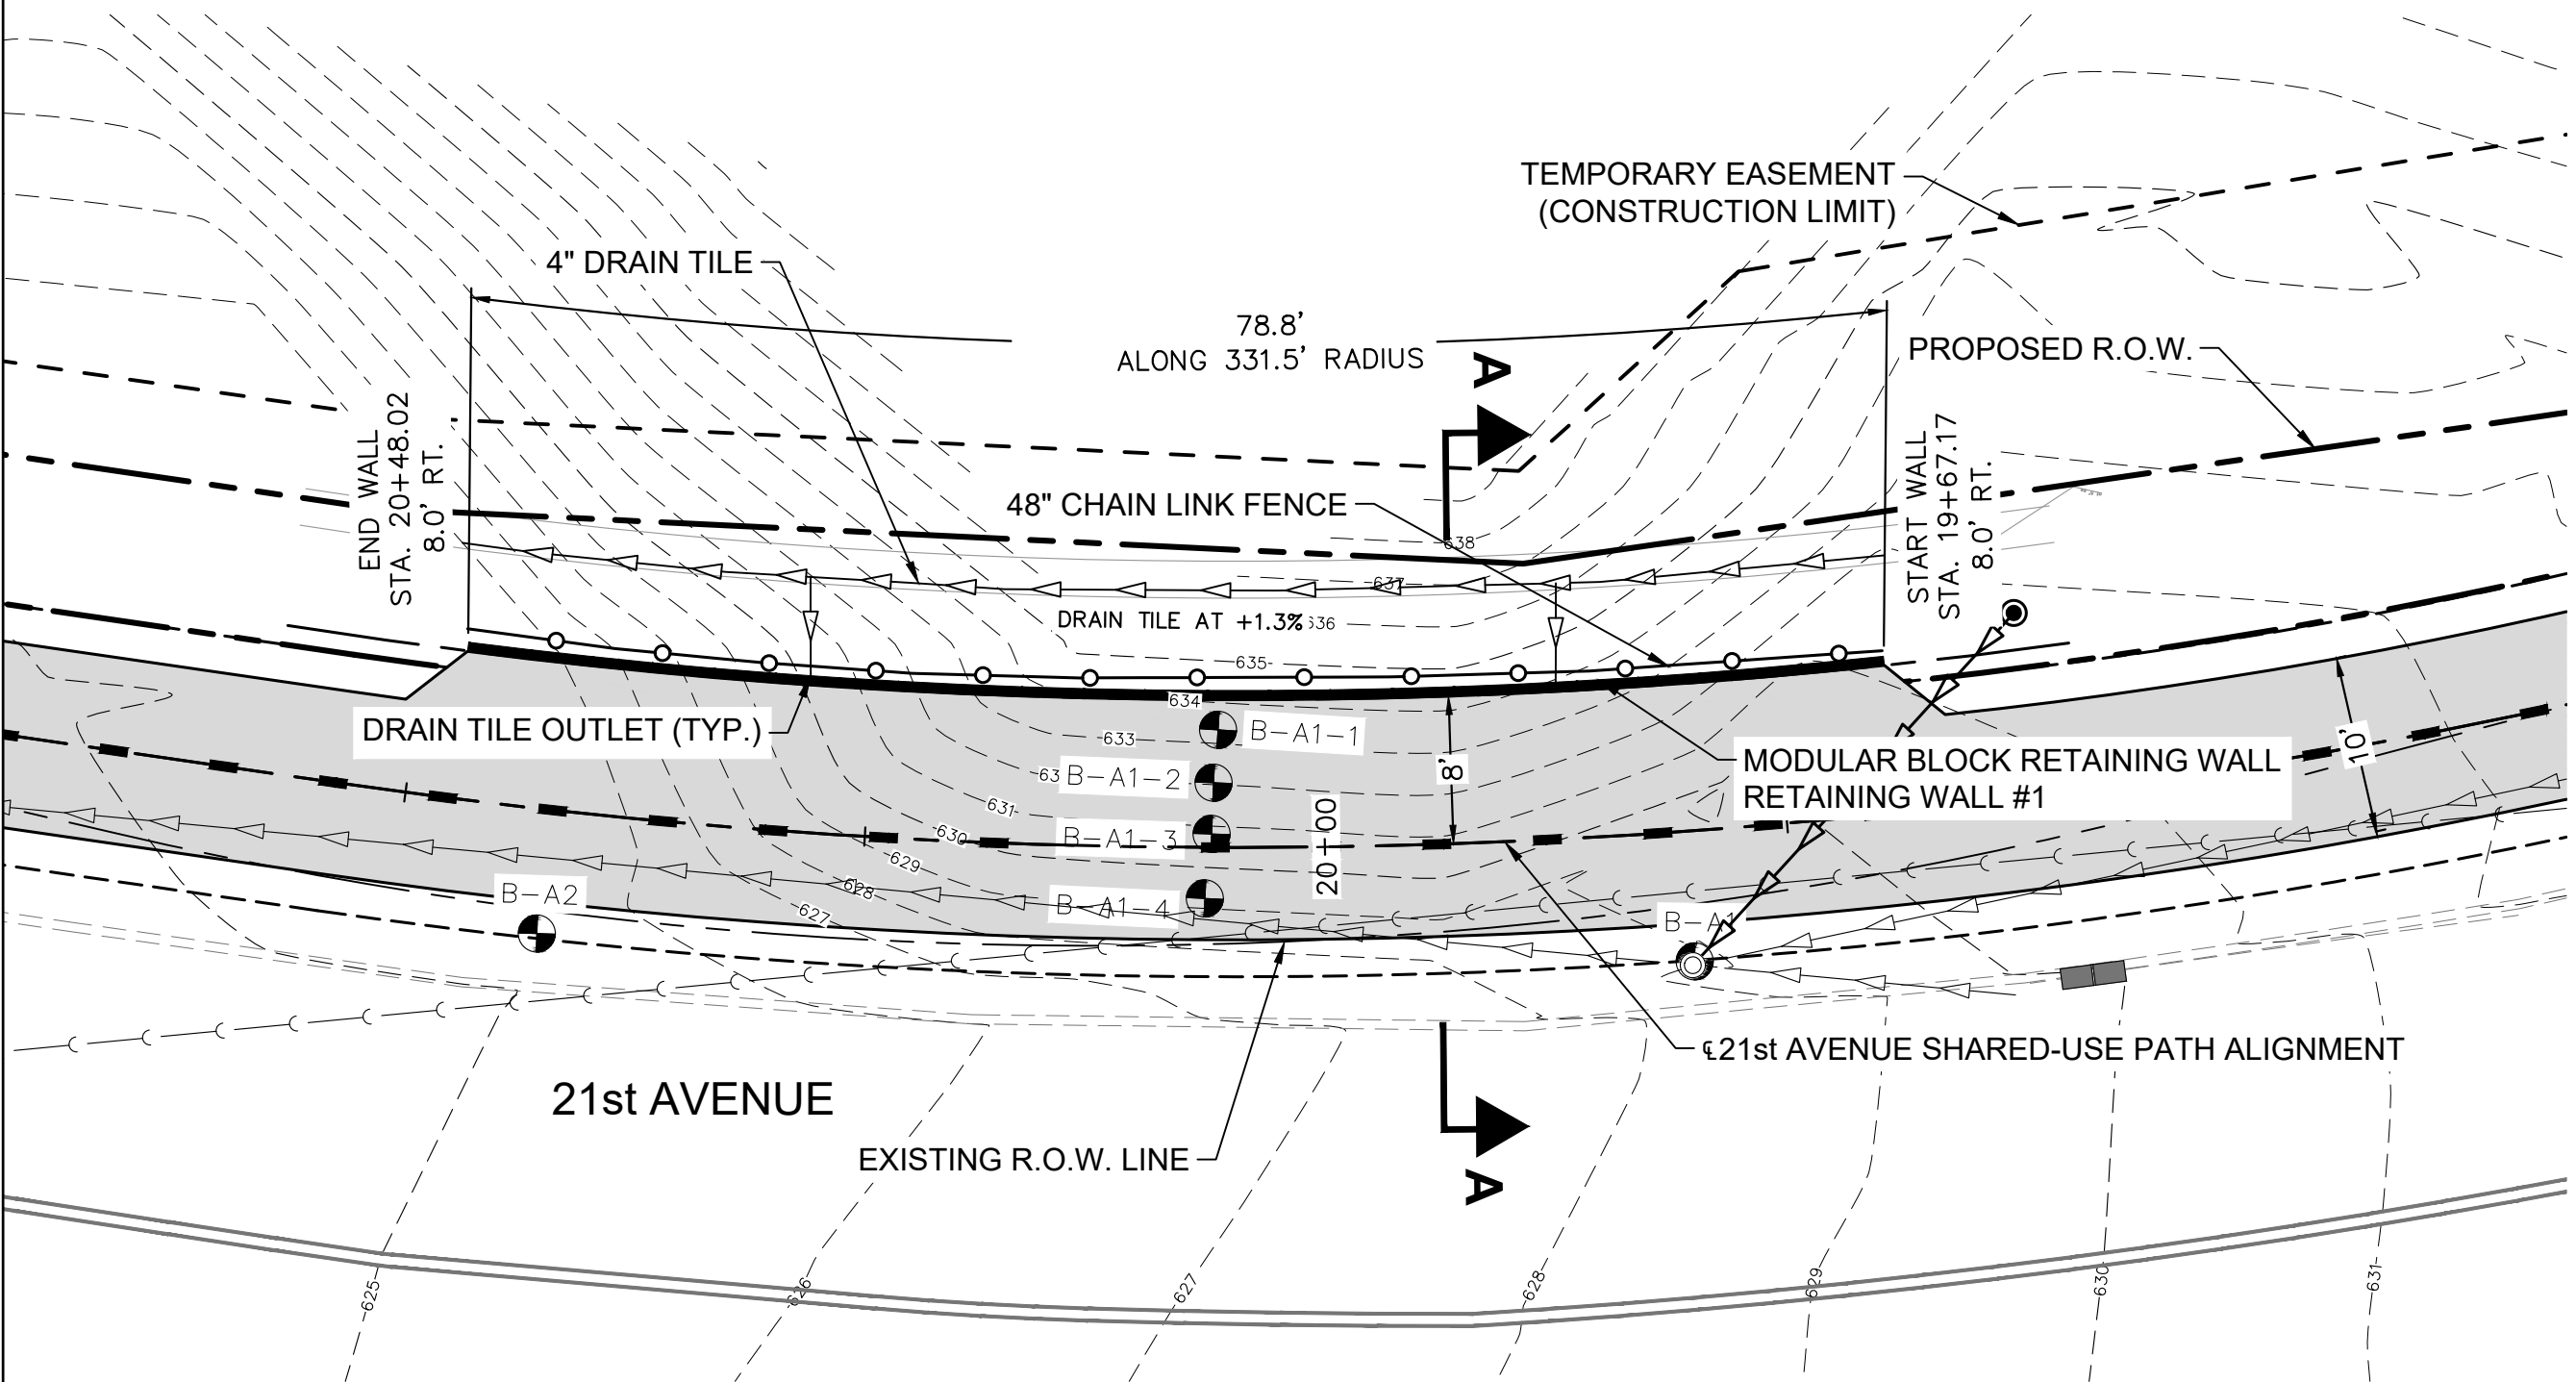 TEMPORARY EASEMENT
(CONSTRUCTION LIMIT)
4" DRAIN TILE
78.8'
ALONG 331.5' RADIUS
A
PROPOSED R.O.W.
END WALL
STA. 20+48.02
8.0' RT.
START WALL
STA. 19+67.17
8.0' RT.
48" CHAIN LINK FENCE
638
637
DRAIN TILE AT +1.3%
636
635
634
DRAIN TILE OUTLET (TYP.)
B-A1-1
633
8'
MODULAR BLOCK RETAINING WALL
RETAINING WALL #1
10'
63
B-A1-2
631
20+00
630
B-A1-3
629
628
B-A2
B-A1-4
627
B-A1
℄21st AVENUE SHARED-USE PATH ALIGNMENT
21st AVENUE
EXISTING R.O.W. LINE
A
625
626
627
628
629
630
631